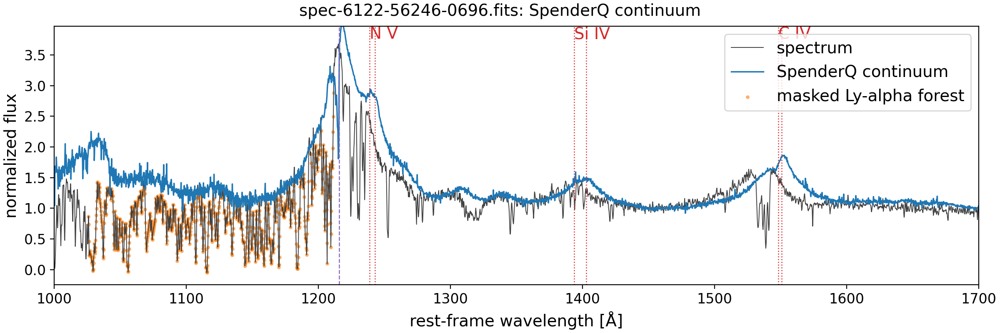 spec-6122-56246-0696.fits: SpenderQ continuum
N V
Si IV
C IV
spectrum
SpenderQ continuum
masked Ly-alpha forest
normalized flux
3.5
3.0
2.5
2.0
1.5
1.0
0.5
0.0
1000 1100 1200 1300 1400 1500 1600 1700
rest-frame wavelength [Å]